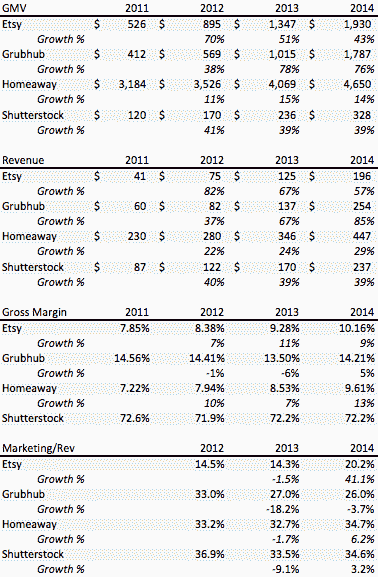 GMV 2011 2012 2013 2014
Etsy $ 526 $ 895 $ 1,347 $ 1,930
Growth % 70% 51% 43%
Grubhub $ 412 $ 569 $ 1,015 $ 1,787
Growth % 38% 78% 76%
Homeaway $ 3,184 $ 3,526 $ 4,069 $ 4,650
Growth % 11% 15% 14%
Shutterstock $ 120 $ 170 $ 236 $ 328
Growth % 41% 39% 39%
Revenue 2011 2012 2013 2014
Etsy $ 41 $ 75 $ 125 $ 196
Growth % 82% 67% 57%
Grubhub $ 60 $ 82 $ 137 $ 254
Growth % 37% 67% 85%
Homeaway $ 230 $ 280 $ 346 $ 447
Growth % 22% 24% 29%
Shutterstock $ 87 $ 122 $ 170 $ 237
Growth % 40% 39% 39%
Gross Margin 2011 2012 2013 2014
Etsy 7.85% 8.38% 9.28% 10.16%
Growth % 7% 11% 9%
Grubhub 14.56% 14.41% 13.50% 14.21%
Growth % -1% -6% 5%
Homeaway 7.22% 7.94% 8.53% 9.61%
Growth % 10% 7% 13%
Shutterstock 72.6% 71.9% 72.2% 72.2%
Marketing/Rev 2012 2013 2014
Etsy 14.5% 14.3% 20.2%
Growth % -1.5% 41.1%
Grubhub 33.0% 27.0% 26.0%
Growth % -18.2% -3.7%
Homeaway 33.2% 32.7% 34.7%
Growth % -1.7% 6.2%
Shutterstock 36.9% 33.5% 34.6%
Growth % -9.1% 3.2%